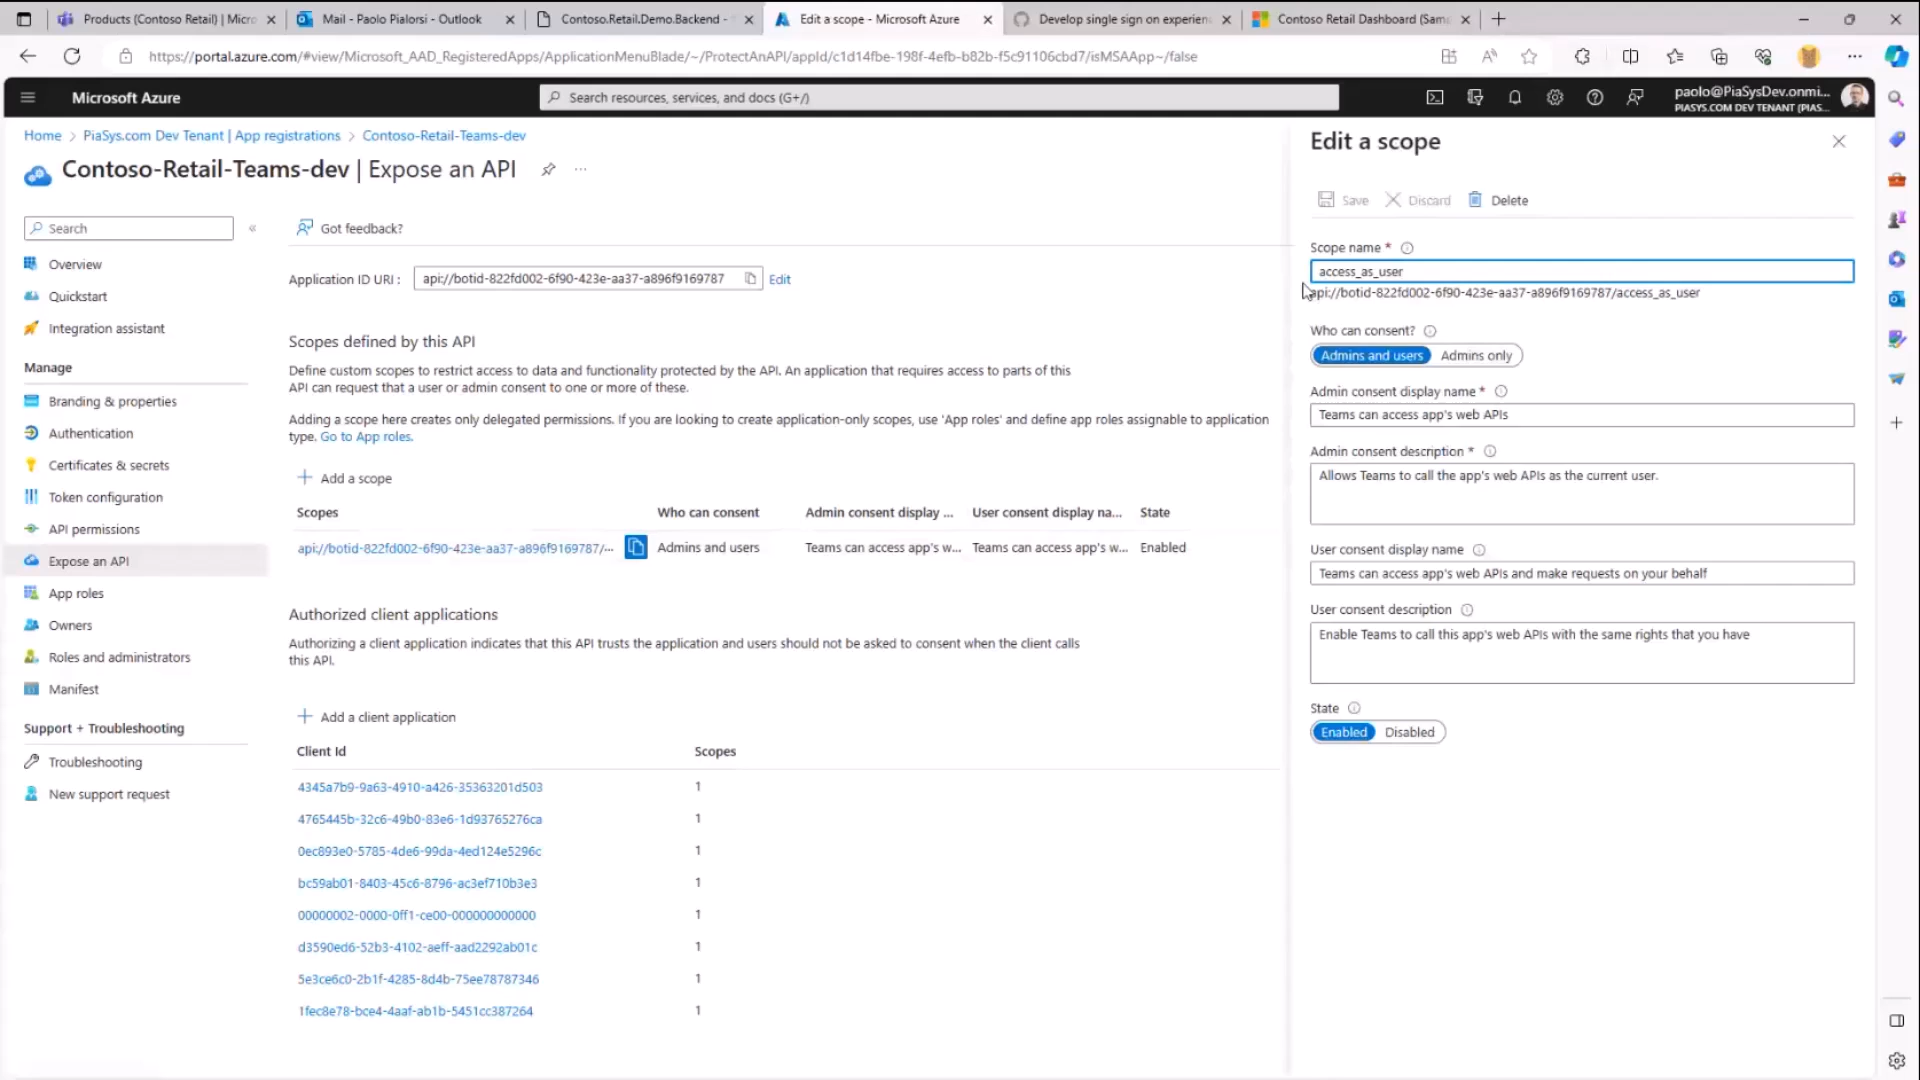 Products (Contoso Retail) | Micro
Mail - Paolo Pialorsi - Outlook
Contoso.Retail.Demo.Backend -
Edit a scope - Microsoft Azure
Develop single sign on experien
Contoso Retail Dashboard (Sam
https://portal.azure.com/#view/Microsoft_AAD_RegisteredApps/ApplicationMenuBlade/~/ProtectAnAPI/appId/c1d14fbe-198f-4efb-b82b-f5c91106cbd7/isMSAApp~/false
Microsoft Azure
Search resources, services, and docs (G+/)
paolo@PiaSysDev.onmi...
PIASYS.COM DEV TENANT (PIAS...
Home > PiaSys.com Dev Tenant | App registrations > Contoso-Retail-Teams-dev
Contoso-Retail-Teams-dev | Expose an API
Search
Overview
Quickstart
Integration assistant
Manage
Branding & properties
Authentication
Certificates & secrets
Token configuration
API permissions
Expose an API
App roles
Owners
Roles and administrators
Manifest
Support + Troubleshooting
Troubleshooting
New support request
Got feedback?
Application ID URI : api://botid-822fd002-6f90-423e-aa37-a896f9169787 Edit
Scopes defined by this API
Define custom scopes to restrict access to data and functionality protected by the API. An application that requires access to parts of this
API can request that a user or admin consent to one or more of these.
Adding a scope here creates only delegated permissions. If you are looking to create application-only scopes, use 'App roles' and define app roles assignable to application
type. Go to App roles.
Add a scope
Scopes Who can consent Admin consent display ... User consent display na... State
api://botid-822fd002-6f90-423e-aa37-a896f9169787/... Admins and users Teams can access app's w... Teams can access app's w... Enabled
Authorized client applications
Authorizing a client application indicates that this API trusts the application and users should not be asked to consent when the client calls
this API.
Add a client application
Client Id Scopes
4345a7b9-9a63-4910-a426-35363201d503 1
4765445b-32c6-49b0-83e6-1d93765276ca 1
0ec893e0-5785-4de6-99da-4ed124e5296c 1
bc59ab01-8403-45c6-8796-ac3ef710b3e3 1
00000002-0000-0ff1-ce00-000000000000 1
d3590ed6-52b3-4102-aeff-aad2292ab01c 1
5e3ce6c0-2b1f-4285-8d4b-75ee78787346 1
1fec8e78-bce4-4aaf-ab1b-5451cc387264 1
Edit a scope
Save Discard Delete
Scope name *
access_as_user
api://botid-822fd002-6f90-423e-aa37-a896f9169787/access_as_user
Who can consent?
Admins and users Admins only
Admin consent display name *
Teams can access app's web APIs
Admin consent description *
Allows Teams to call the app's web APIs as the current user.
User consent display name
Teams can access app's web APIs and make requests on your behalf
User consent description
Enable Teams to call this app's web APIs with the same rights that you have
State
Enabled Disabled